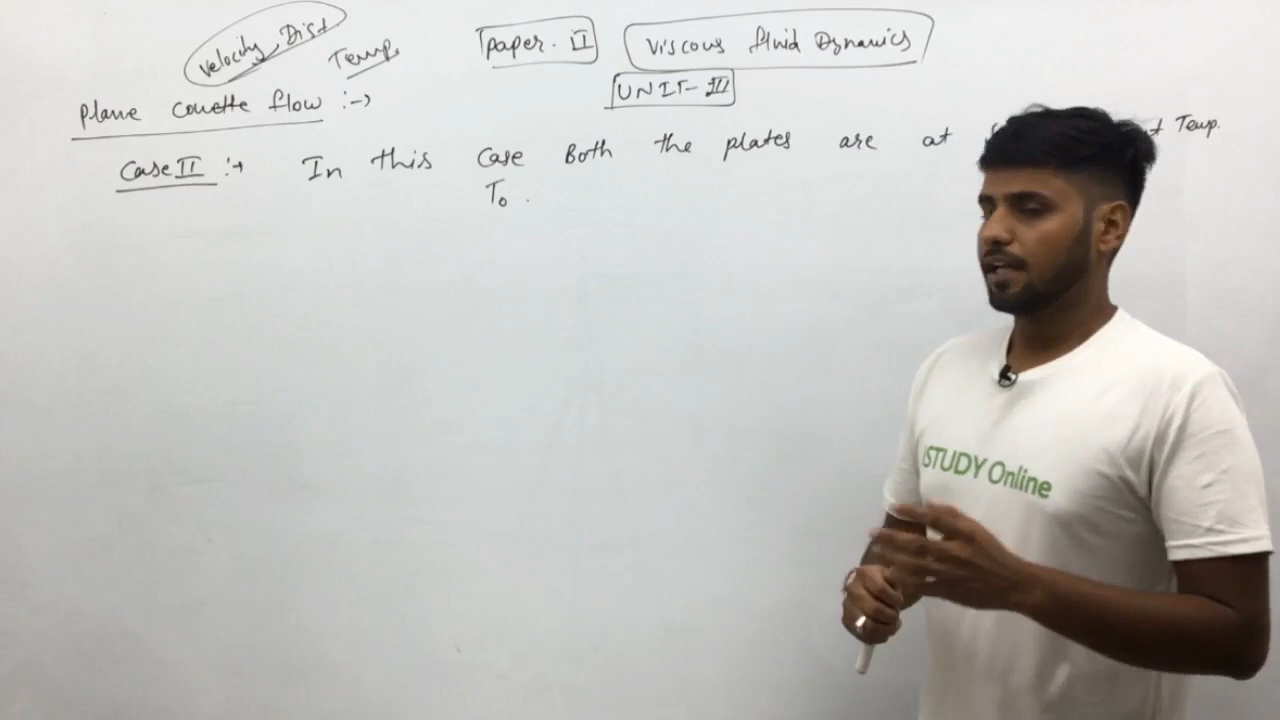 Velocity Dist
Temp.
Paper. II
Viscous fluid Dynamics
UNIT-III
Plane couette flow :->
Case II :-> In this Case Both the plates are at Temp.
T₀.
STUDY Online